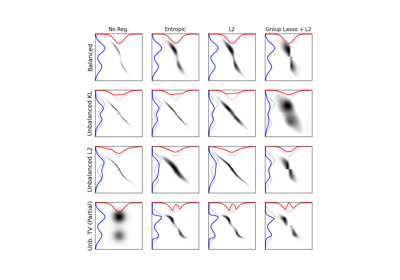 No Reg. Entropic L2 Group Lasso + L2
Balanced
Unbalanced KL
Unbalanced L2
Unb. TV (Partial)